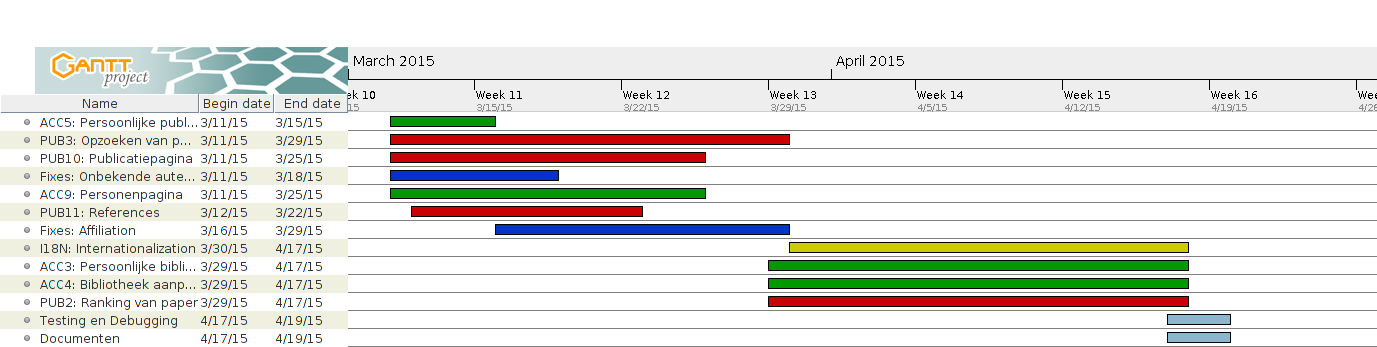 GANTT project
March 2015 April 2015
k 10 Week 11 Week 12 Week 13 Week 14 Week 15 Week 16 Wee
15 3/15/15 3/22/15 3/29/15 4/5/15 4/12/15 4/19/15 4/26
Name Begin date End date
ACC5: Persoonlijke publ... 3/11/15 3/15/15
PUB3: Opzoeken van p... 3/11/15 3/29/15
PUB10: Publicatiepagina 3/11/15 3/25/15
Fixes: Onbekende aute... 3/11/15 3/18/15
ACC9: Personenpagina 3/11/15 3/25/15
PUB11: References 3/12/15 3/22/15
Fixes: Affiliation 3/16/15 3/29/15
I18N: Internationalization 3/30/15 4/17/15
ACC3: Persoonlijke bibli... 3/29/15 4/17/15
ACC4: Bibliotheek aanp... 3/29/15 4/17/15
PUB2: Ranking van paper 3/29/15 4/17/15
Testing en Debugging 4/17/15 4/19/15
Documenten 4/17/15 4/19/15